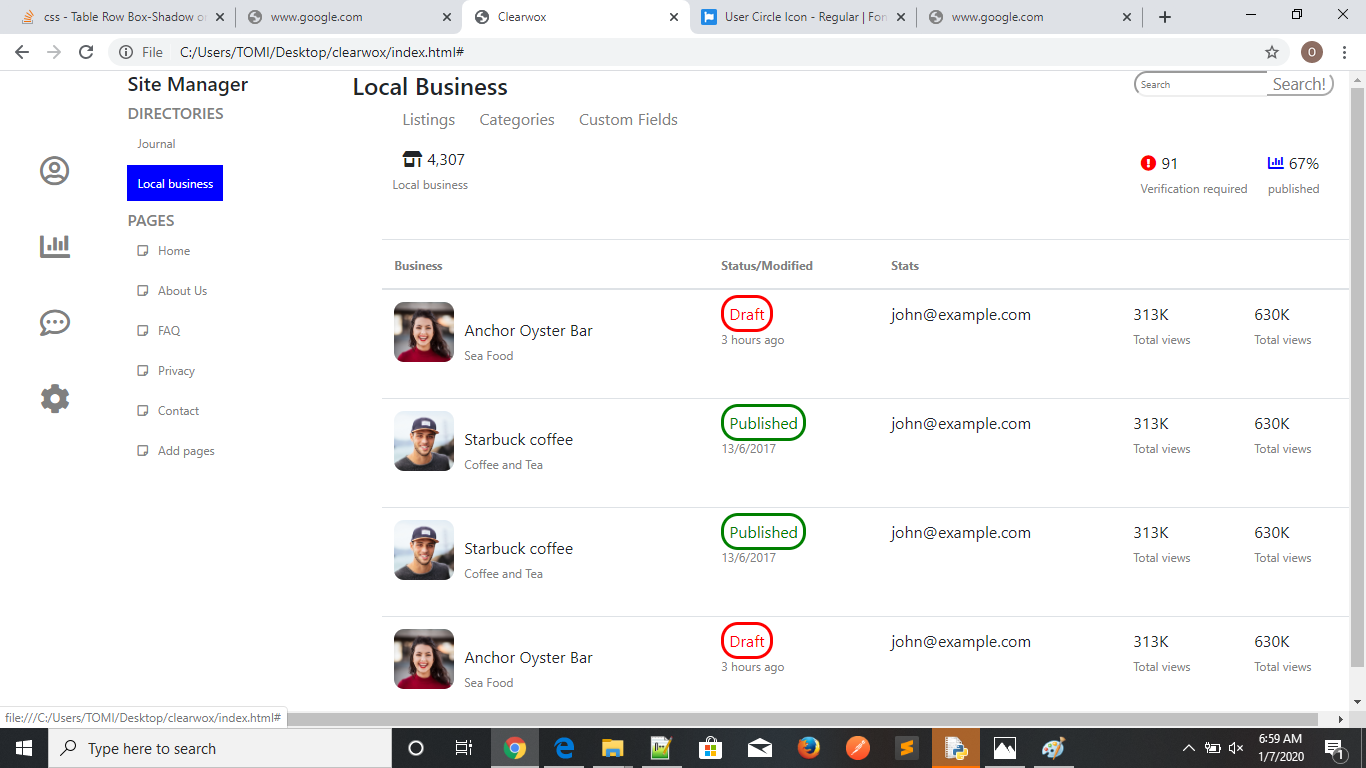 css - Table Row Box-Shadow o
www.google.com
Clearwox
User Circle Icon - Regular | Fon
www.google.com
File
C:/Users/TOMI/Desktop/clearwox/index.html#
O
Site Manager
DIRECTORIES
Journal
Local business
PAGES
Home
About Us
FAQ
Privacy
Contact
Add pages
Local Business
Search
Search!
Listings Categories Custom Fields
4,307
Local business
91
Verification required
67%
published
Business Status/Modified Stats
Anchor Oyster Bar
Sea Food
Draft
3 hours ago
john@example.com
313K
Total views
630K
Total views
Starbuck coffee
Coffee and Tea
Published
13/6/2017
john@example.com
313K
Total views
630K
Total views
Starbuck coffee
Coffee and Tea
Published
13/6/2017
john@example.com
313K
Total views
630K
Total views
Anchor Oyster Bar
Sea Food
Draft
3 hours ago
john@example.com
313K
Total views
630K
Total views
file:///C:/Users/TOMI/Desktop/clearwox/index.html#
Type here to search
6:59 AM
1/7/2020
1